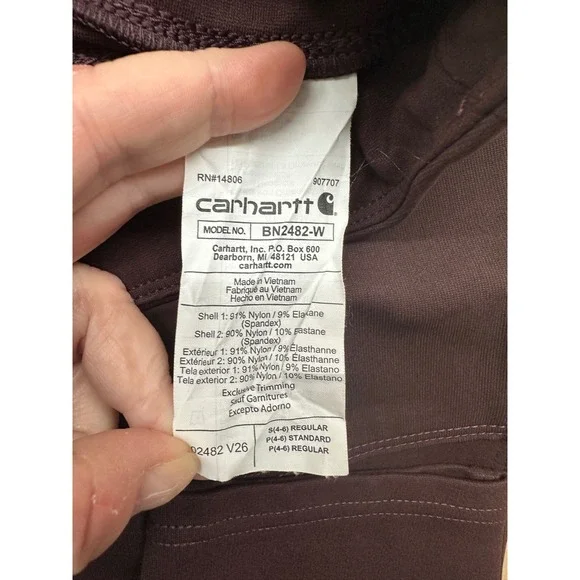 RN#14806 907707
carhartt
MODEL NO. BN2482-W
Carhartt, Inc. P.O. Box 600
Dearborn, MI 48121 USA
carhartt.com
Made in Vietnam
Fabriqué au Vietnam
Hecho en Vietnam
Shell 1: 91% Nylon / 9% Elastane
(Spandex)
Shell 2: 90% Nylon / 10% Elastane
(Spandex)
Extérieur 1: 91% Nylon / 9% Élasthanne
Extérieur 2: 90% Nylon / 10% Élasthanne
Tela exterior 1: 91% Nylon / 9% Elastano
Tela exterior 2: 90% Nylon / 10% Elastano
Exclusive Trimming
Sauf Garnitures
Excepto Adorno
2482 V26
S(4-6) REGULAR
P(4-6) STANDARD
P(4-6) REGULAR